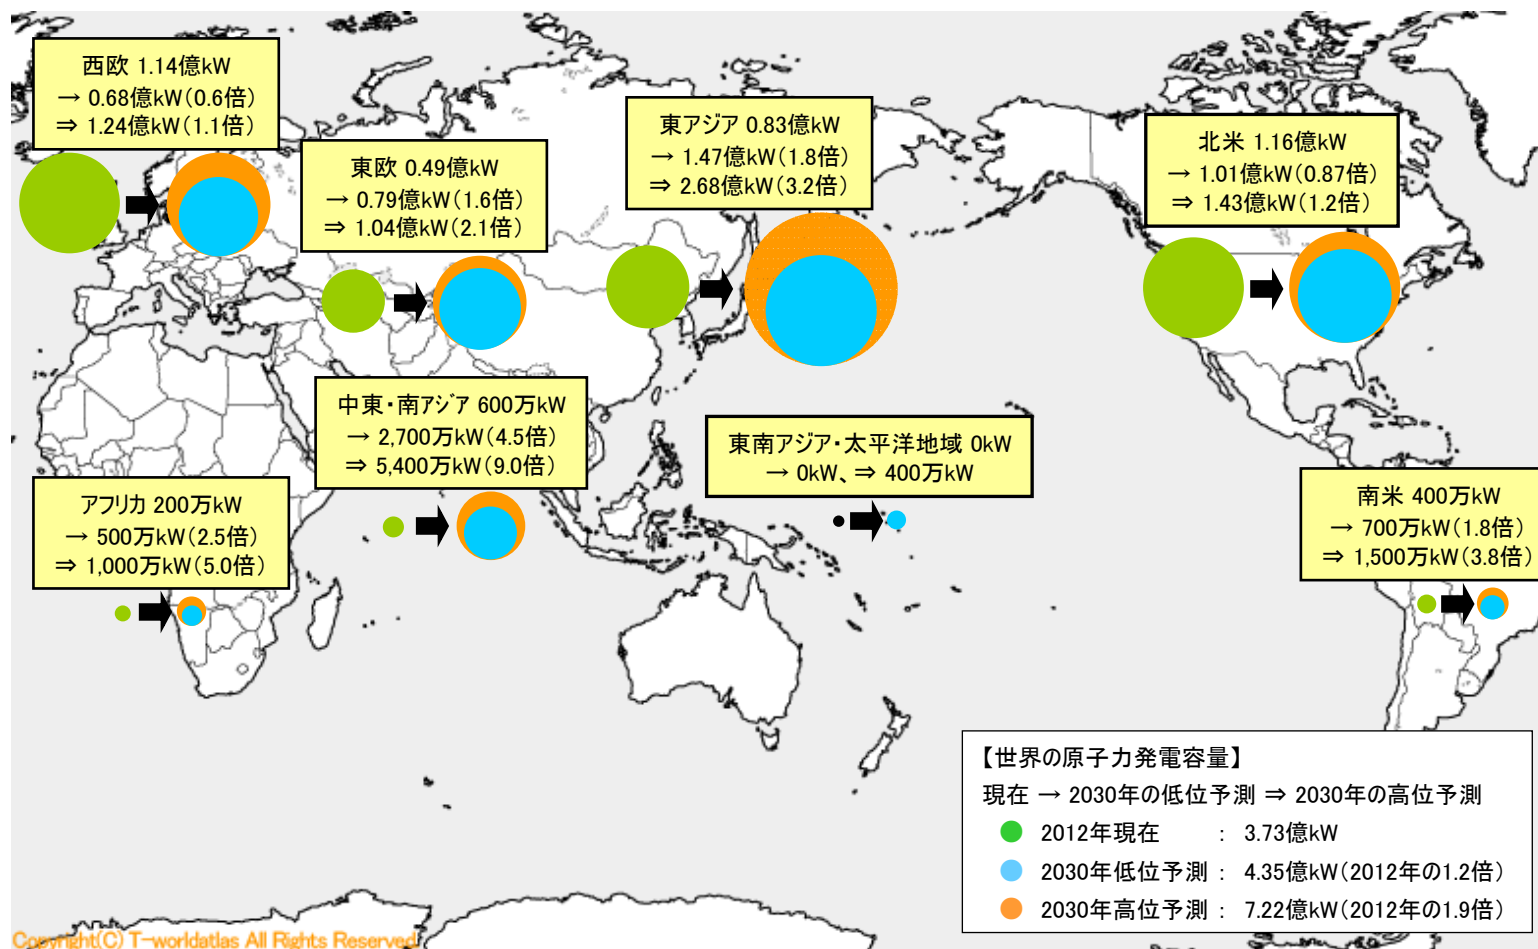 西欧 1.14億kW
→ 0.68億kW(0.6倍)
⇒ 1.24億kW(1.1倍)
東欧 0.49億kW
→ 0.79億kW(1.6倍)
⇒ 1.04億kW(2.1倍)
東アジア 0.83億kW
→ 1.47億kW(1.8倍)
⇒ 2.68億kW(3.2倍)
北米 1.16億kW
→ 1.01億kW(0.87倍)
⇒ 1.43億kW(1.2倍)
中東・南アジア 600万kW
→ 2,700万kW(4.5倍)
⇒ 5,400万kW(9.0倍)
東南アジア・太平洋地域 0kW
→ 0kW、⇒ 400万kW
アフリカ 200万kW
→ 500万kW(2.5倍)
⇒ 1,000万kW(5.0倍)
南米 400万kW
→ 700万kW(1.8倍)
⇒ 1,500万kW(3.8倍)
【世界の原子力発電容量】
現在 → 2030年の低位予測 ⇒ 2030年の高位予測
2012年現在 : 3.73億kW
2030年低位予測 : 4.35億kW(2012年の1.2倍)
2030年高位予測 : 7.22億kW(2012年の1.9倍)
Copyright(C) T-worldatlas All Rights Reserved